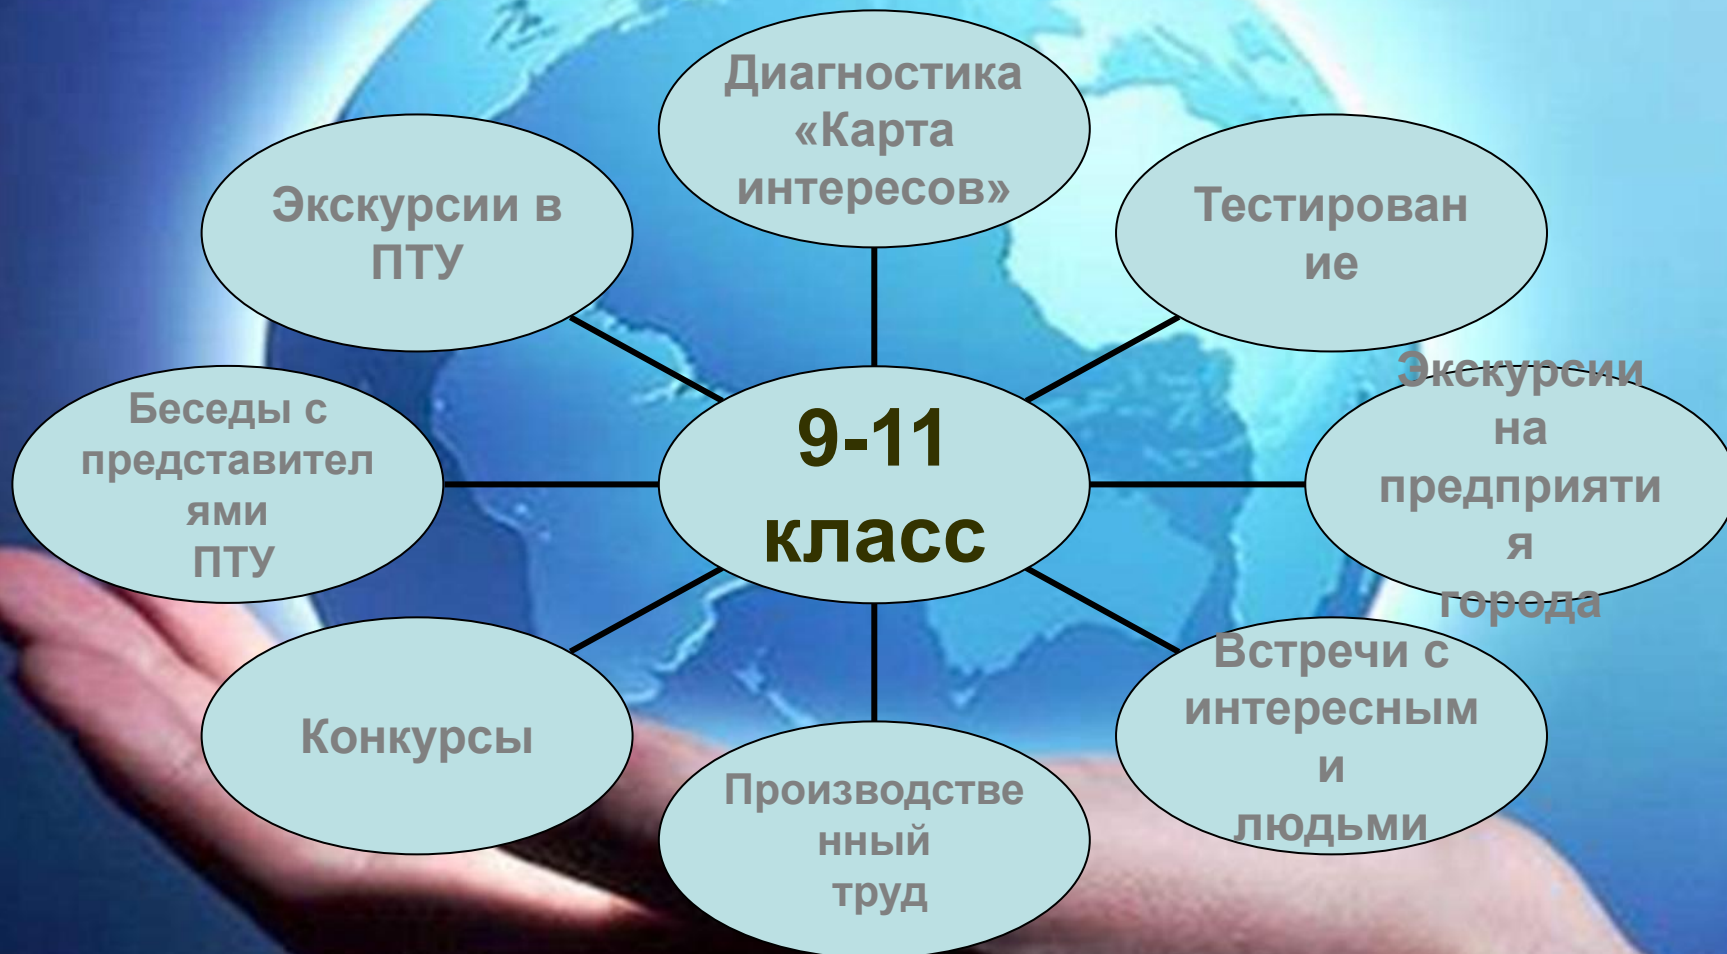 Диагностика
«Карта
интересов»
Тестирован
ие
Экскурсии
на
предприяти
я
города
Встречи с
интересным
и
людьми
Производстве
нный
труд
Конкурсы
Беседы с
представител
ями
ПТУ
Экскурсии в
ПТУ
9-11
класс